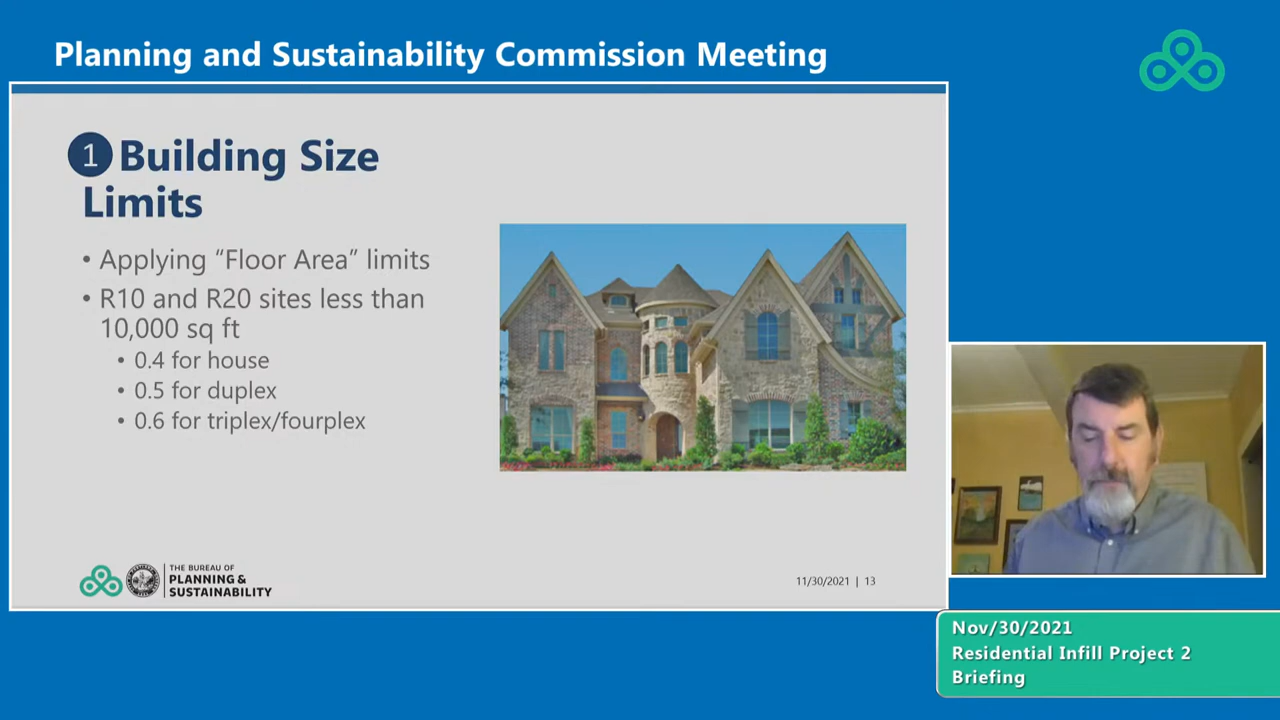 Planning and Sustainability Commission Meeting
1 Building Size
Limits
• Applying “Floor Area” limits
• R10 and R20 sites less than
10,000 sq ft
• 0.4 for house
• 0.5 for duplex
• 0.6 for triplex/fourplex
THE BUREAU OF
PLANNING &
SUSTAINABILITY
11/30/2021 | 13
Nov/30/2021
Residential Infill Project 2
Briefing